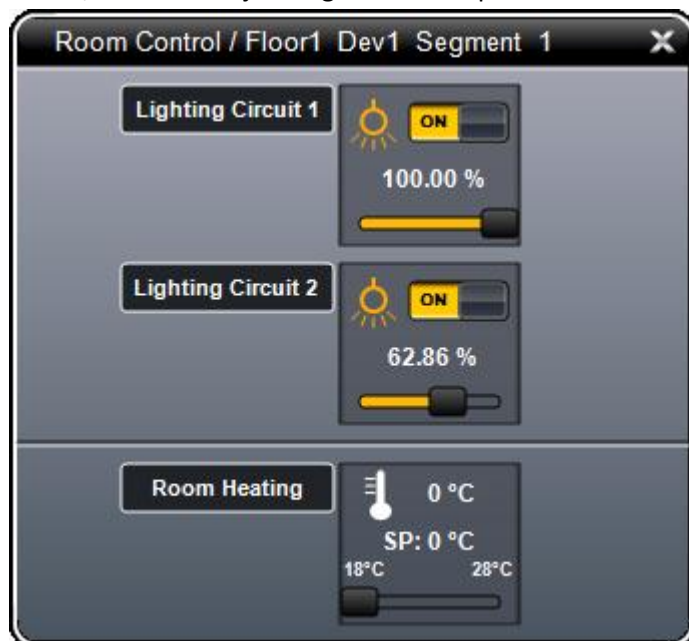 Room Control / Floor1 Dev1 Segment 1
Lighting Circuit 1
ON
100.00 %
Lighting Circuit 2
ON
62.86 %
Room Heating
0 °C
SP: 0 °C
18°C 28°C